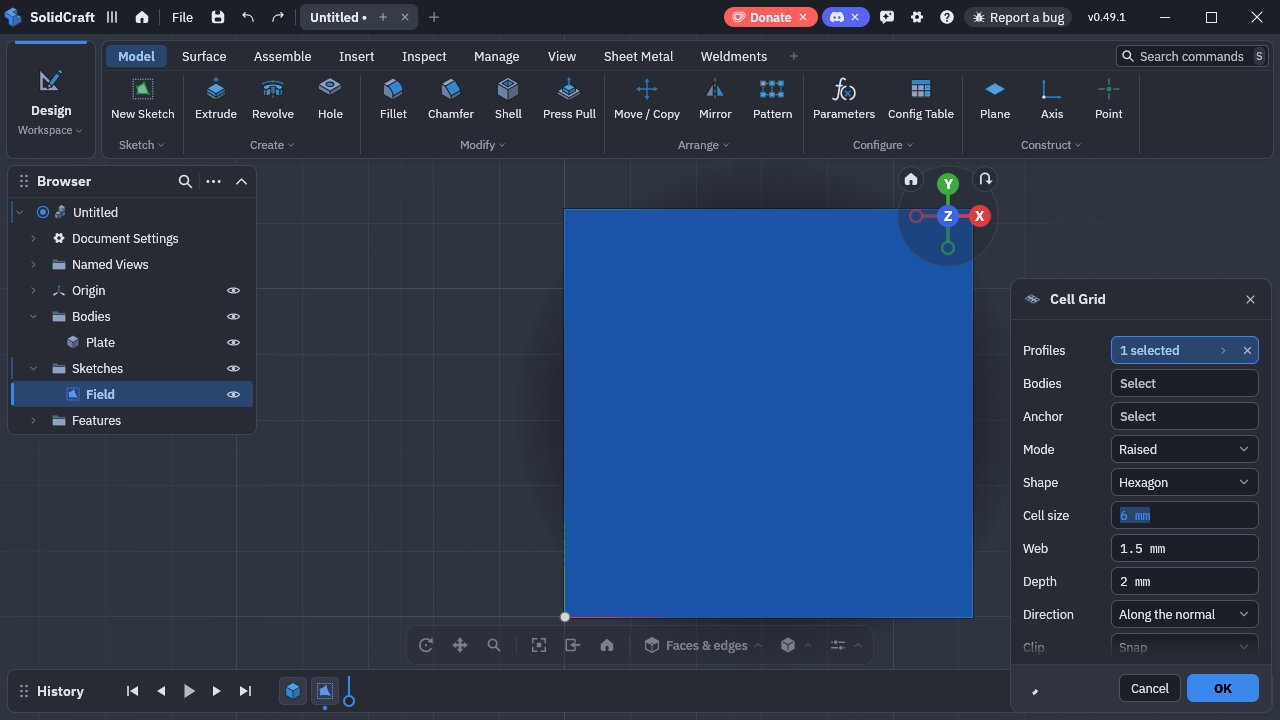 SolidCraft File Untitled • Donate Report a bug v0.49.1
Model Surface Assemble Insert Inspect Manage View Sheet Metal Weldments Search commands S
Design
Workspace
New Sketch Extrude Revolve Hole Fillet Chamfer Shell Press Pull Move / Copy Mirror Pattern Parameters Config Table Plane Axis Point
Sketch Create Modify Arrange Configure Construct
Browser
Untitled
Document Settings
Named Views
Origin
Bodies
Plate
Sketches
Field
Features
Y
Z X
Cell Grid
Profiles 1 selected
Bodies Select
Anchor Select
Mode Raised
Shape Hexagon
Cell size 6 mm
Web 1.5 mm
Depth 2 mm
Direction Along the normal
Clip Snap
Cancel OK
Faces & edges
History